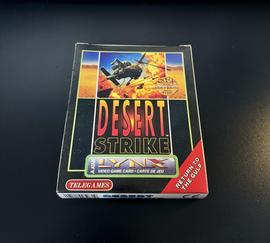 DESERT
STRIKE
ATARI
LYNX
VIDEO GAME CARD • CARTE DE JEU
TELEGAMES
RETURN TO
THE GULF
DESERT